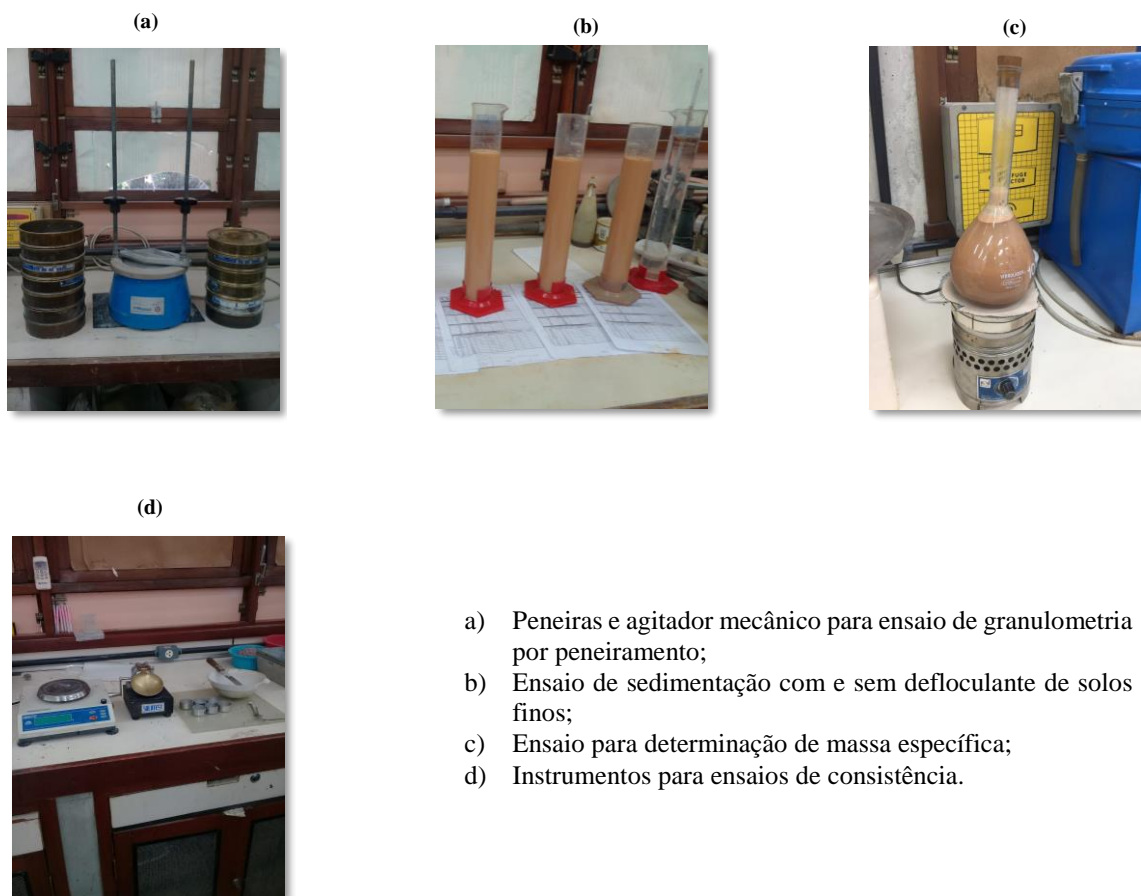 (a)
(b)
(c)
(d)
a) Peneiras e agitador mecânico para ensaio de granulometria
por peneiramento;
b) Ensaio de sedimentação com e sem defloculante de solos
finos;
c) Ensaio para determinação de massa específica;
d) Instrumentos para ensaios de consistência.